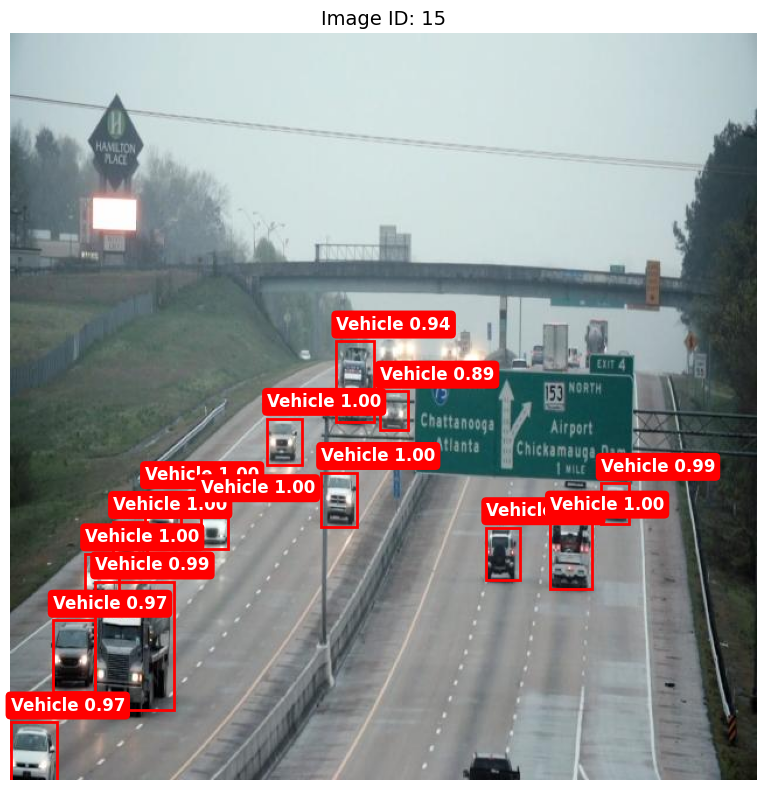 Image ID: 15
H
HAMILTON
PLACE
Vehicle 0.94
EXIT 4
Vehicle 0.89
153 NORTH
Vehicle 1.00
Chattanooga
Atlanta
Airport
Chickamauga Dam
1 MILE
Vehicle 1.00
Vehicle 0.99
Vehicle 1.00
Vehicle 1.00
Vehicle 1.00
Vehicle 1.00
Vehicle 1.00
Vehicle 0.99
Vehicle 0.97
Vehicle 0.97